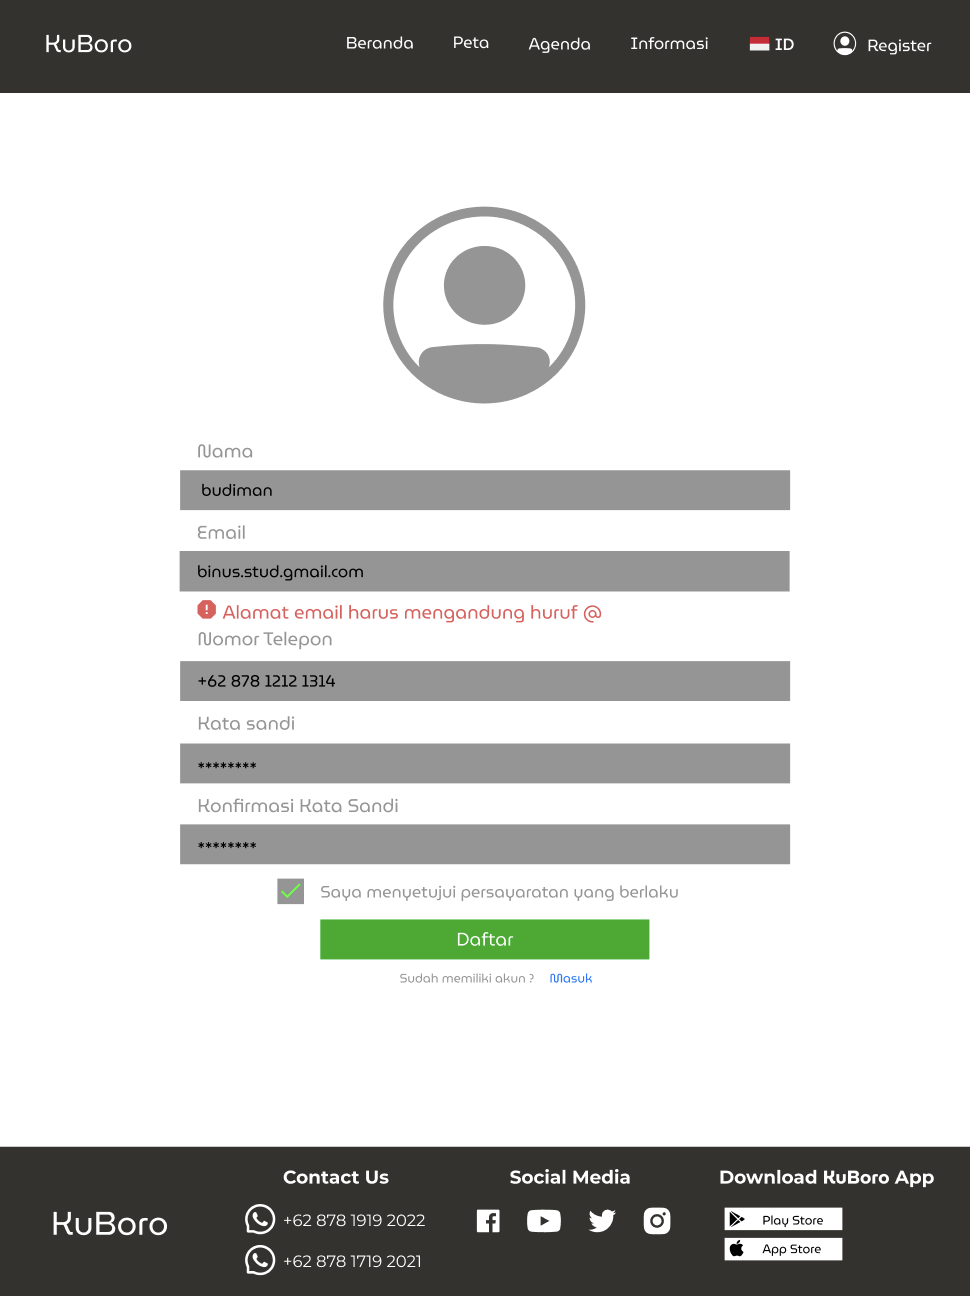 KuBoro
Beranda
Peta
Agenda
Informasi
ID
Register
Nama
budiman
Email
binus.stud.gmail.com
Alamat email harus mengandung huruf @
Nomor Telepon
+62 878 1212 1314
Kata sandi
********
Konfirmasi Kata Sandi
********
Saya menyetujui persayaratan yang berlaku
Daftar
Sudah memiliki akun ? Masuk
KuBoro
Contact Us
+62 878 1919 2022
+62 878 1719 2021
Social Media
Download KuBoro App
Play Store
App Store